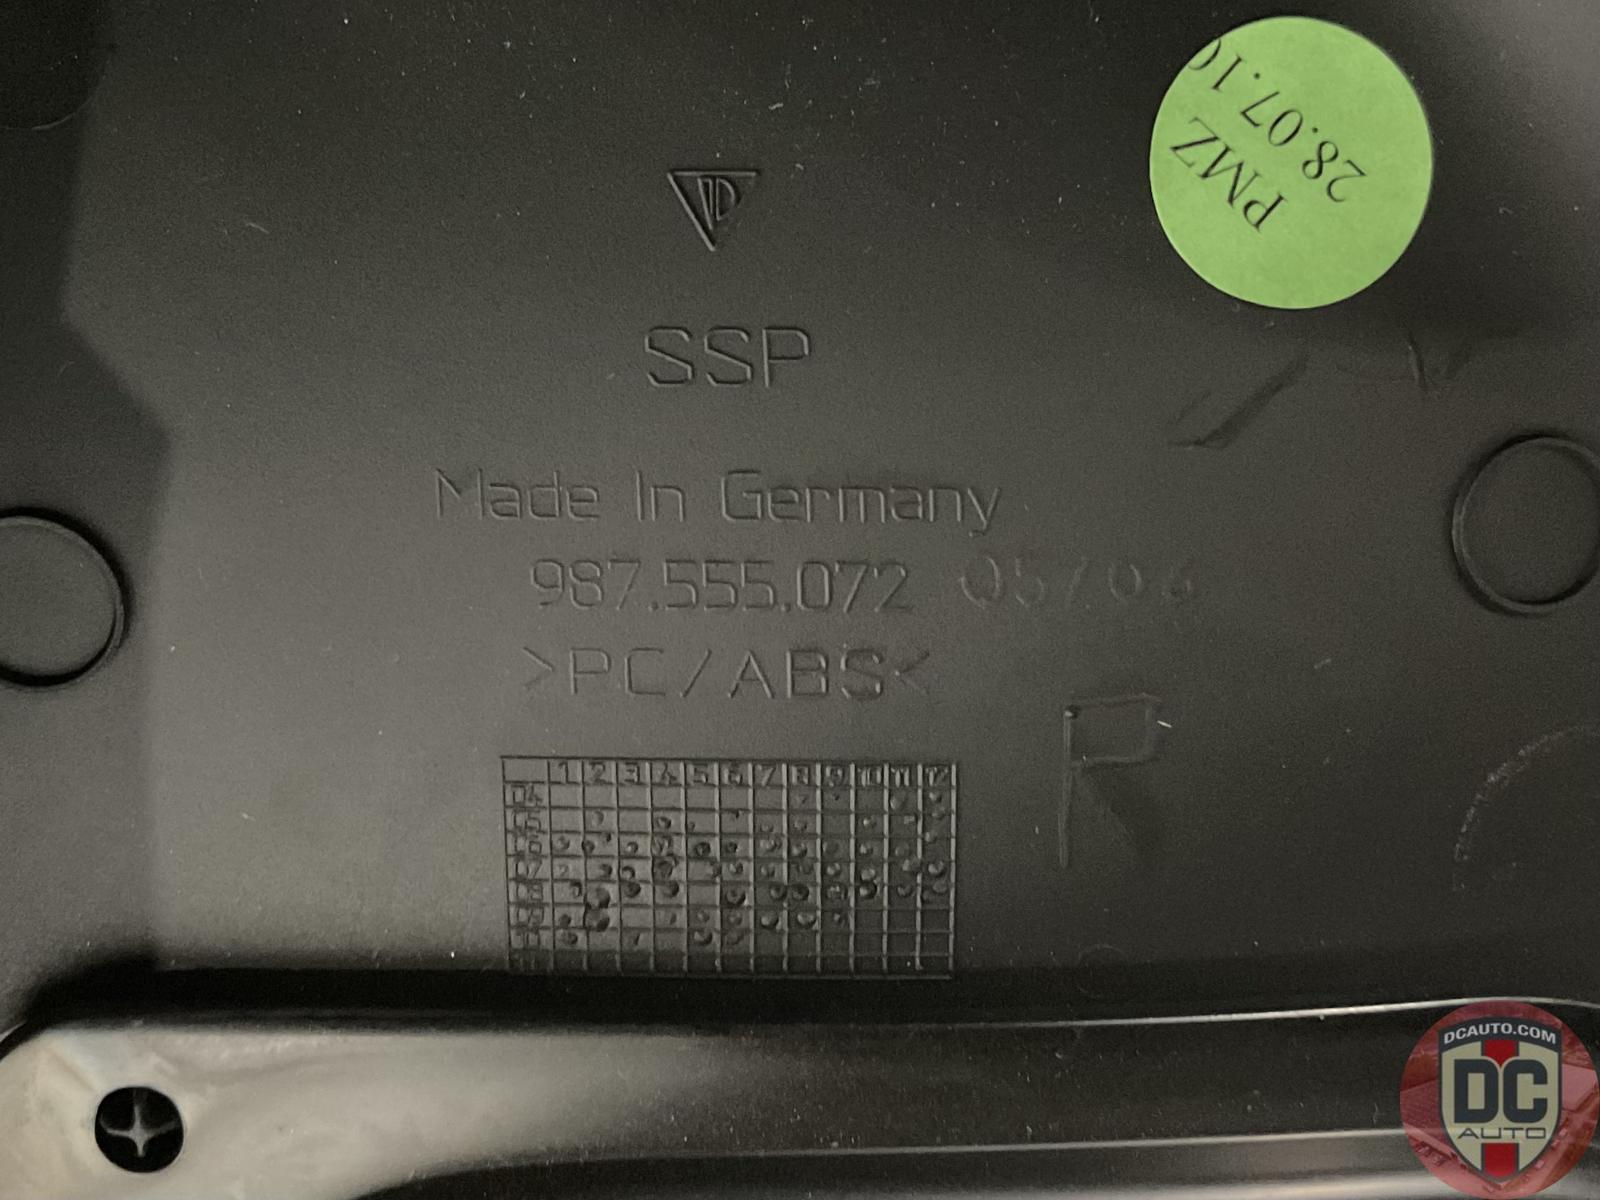 PMZ
28.07.10
SSP
Made In Germany
987.555.072
>PC/ABS<
R
1 2 3 4 5 6 7 8 9 10 11 12
04
05
06
07
08
09
DCAUTO.COM
DC
AUTO